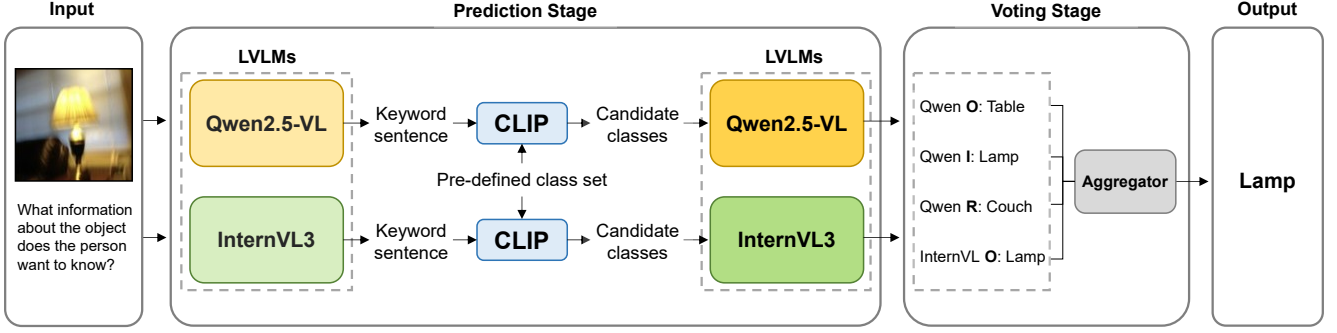 Input
Prediction Stage
Voting Stage
Output
What information
about the object
does the person
want to know?
LVLMs
Qwen2.5-VL
InternVL3
Keyword
sentence
CLIP
Candidate
classes
Pre-defined class set
Keyword
sentence
CLIP
Candidate
classes
LVLMs
Qwen2.5-VL
InternVL3
Qwen O: Table
Qwen I: Lamp
Qwen R: Couch
InternVL O: Lamp
Aggregator
Lamp